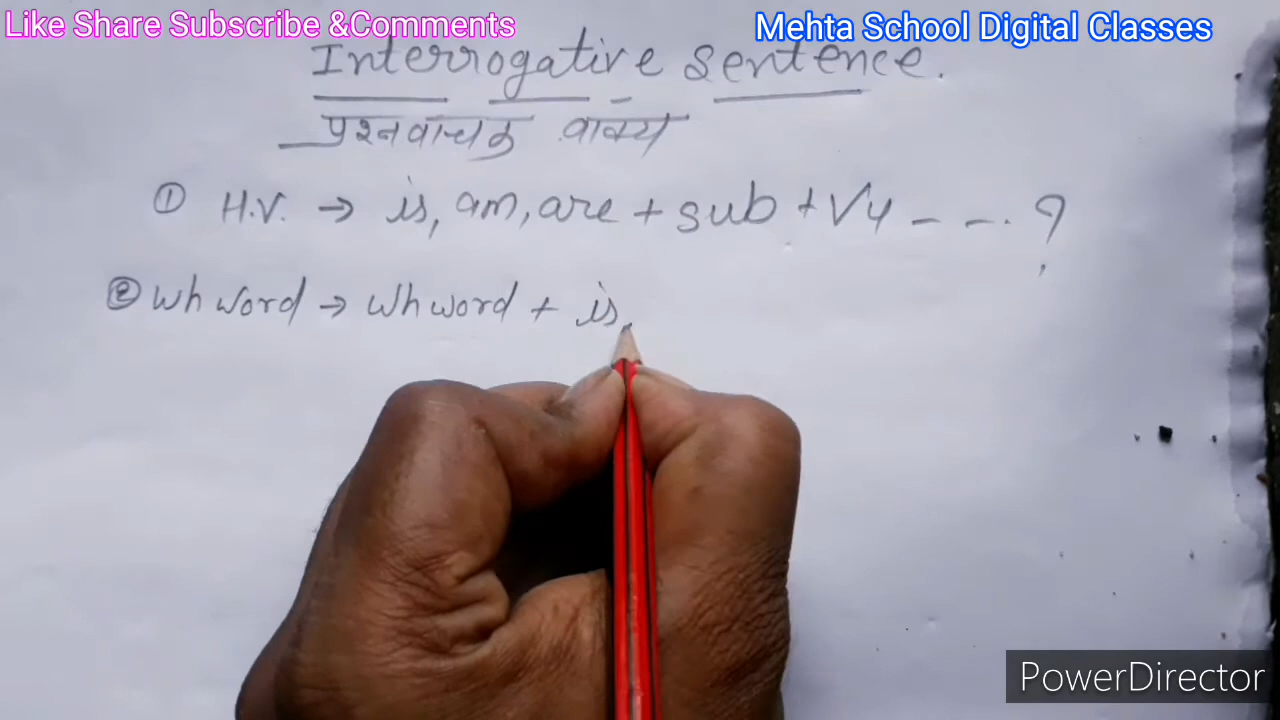 Like Share Subscribe &Comments
Mehta School Digital Classes
Interrogative Sentence.
प्रश्नवाचक वाक्य
① H.V. → is, am, are + sub + V4 - - . ?
② Wh Word → Wh word + is,
PowerDirector